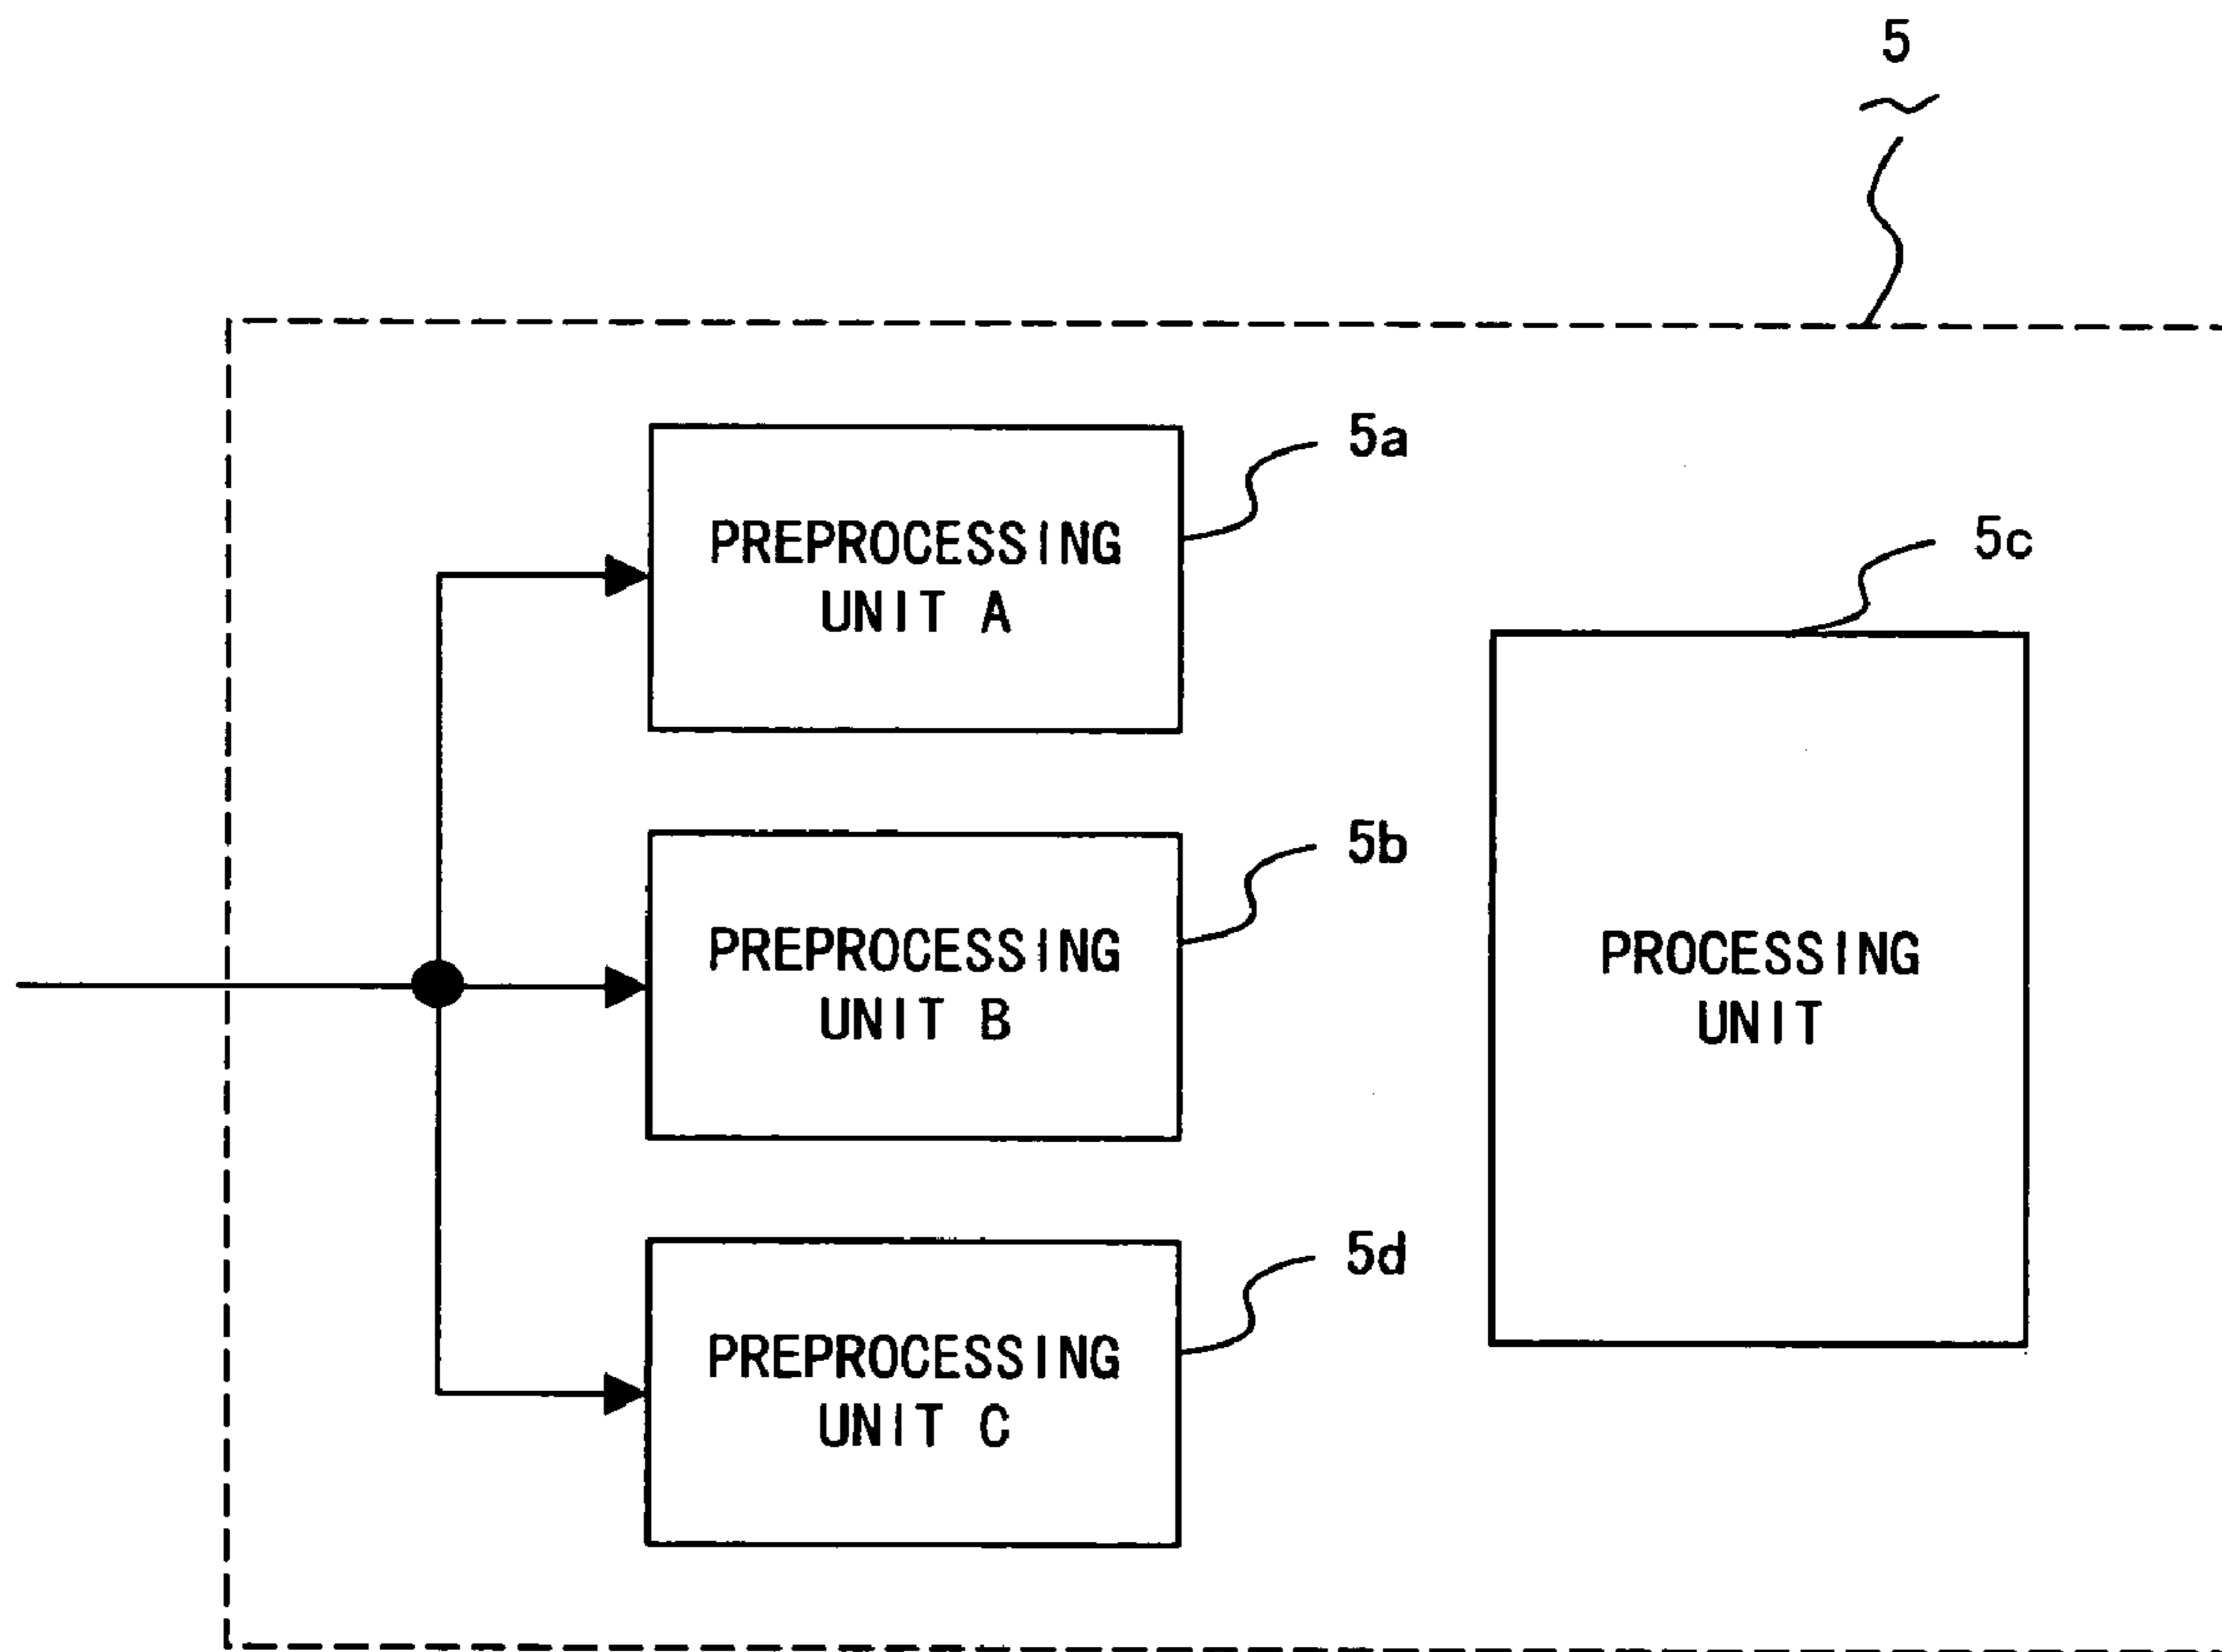 5
5a
PREPROCESSING
UNIT A
5c
5b
PREPROCESSING
UNIT B
PROCESSING
UNIT
5d
PREPROCESSING
UNIT C